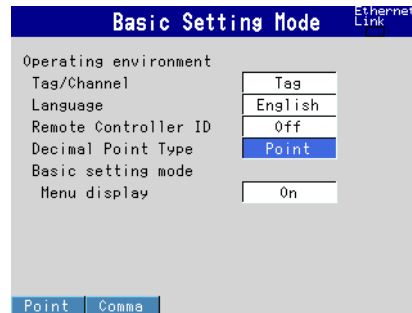 Basic Setting Mode
Ethernet
Link
Operating environment
Tag/Channel Tag
Language English
Remote Controller ID Off
Decimal Point Type Point
Basic setting mode
Menu display On
Point Comma